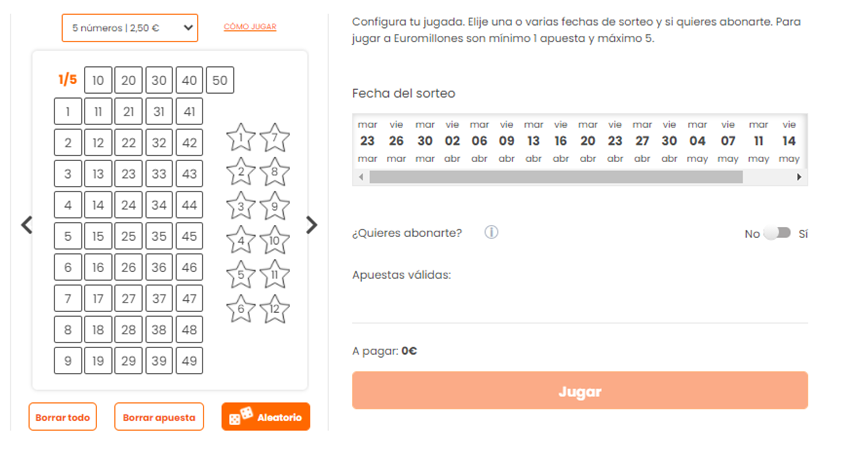 5 números | 2,50 €
CÓMO JUGAR
1/5 10 20 30 40 50
1 11 21 31 41
2 12 22 32 42
3 13 23 33 43
4 14 24 34 44
5 15 25 35 45
6 16 26 36 46
7 17 27 37 47
8 18 28 38 48
9 19 29 39 49
1 7
2 8
3 9
4 10
5 11
6 12
Borrar todo
Borrar apuesta
Aleatorio
Configura tu jugada. Elije una o varias fechas de sorteo y si quieres abonarte. Para
jugar a Euromillones son mínimo 1 apuesta y máximo 5.
Fecha del sorteo
mar vie mar vie mar vie mar vie mar vie mar vie mar vie
23 26 30 02 06 09 13 16 20 23 27 30 04 07 11 14
mar mar mar abr abr abr abr abr abr abr abr abr may may may may
¿Quieres abonarte? i
No Sí
Apuestas válidas:
A pagar: 0€
Jugar